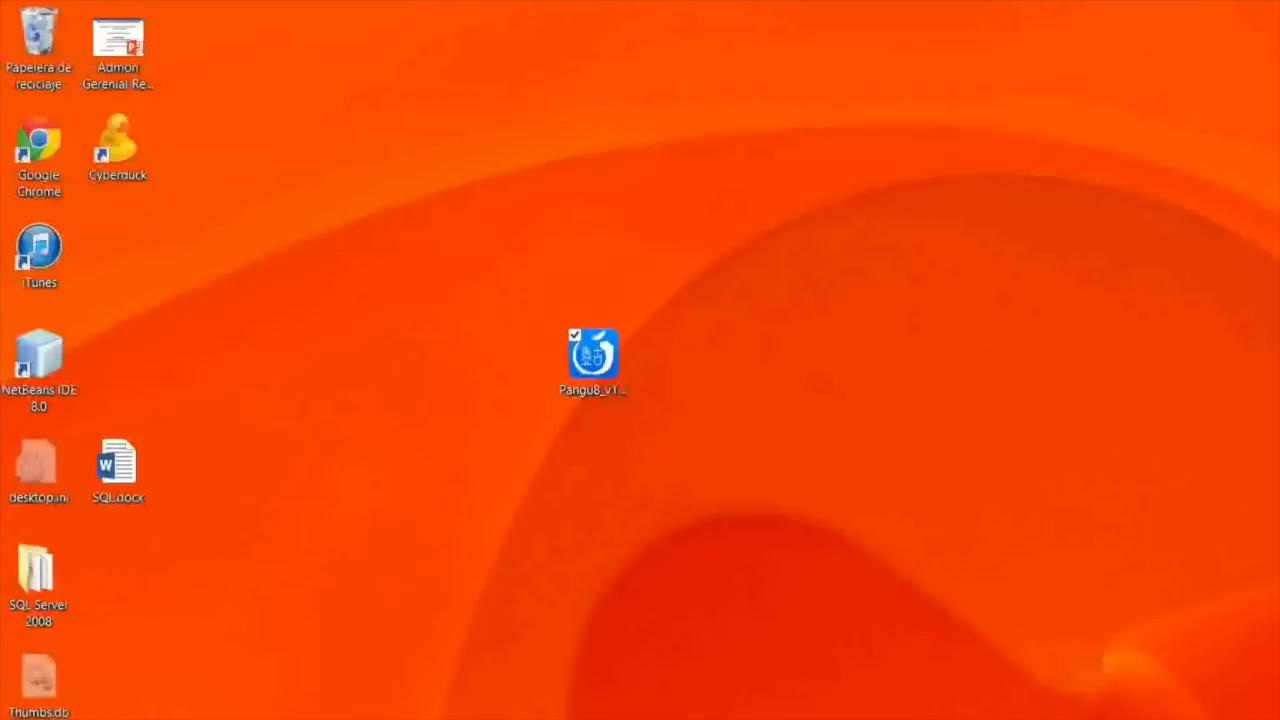 Papelera de
reciclaje
Admon
Gerenial Re...
Google
Chrome
Cyberduck
iTunes
NetBeans IDE
8.0
Pangu8_v1...
desktop.ini
SQL.docx
SQL Server
2008
Thumbs.db